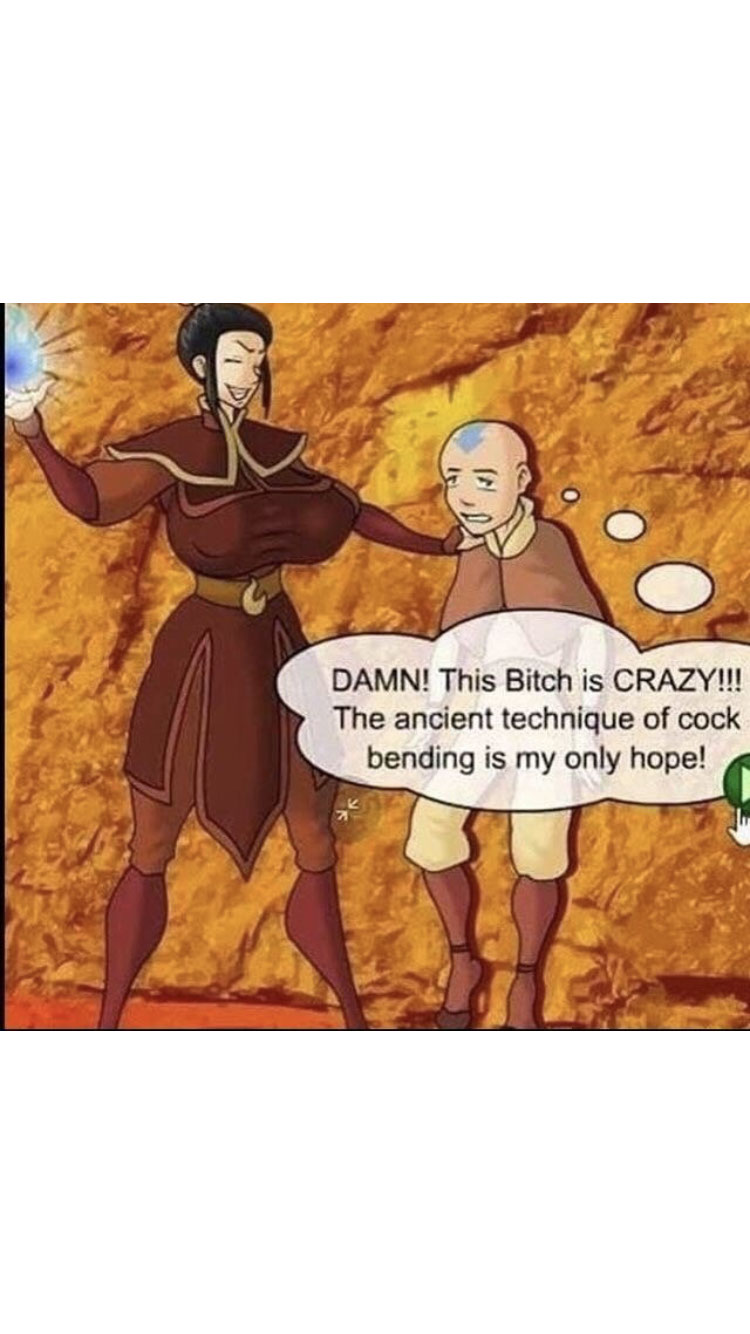 DAMN! This Bitch is CRAZY!!!
The ancient technique of cock
bending is my only hope!